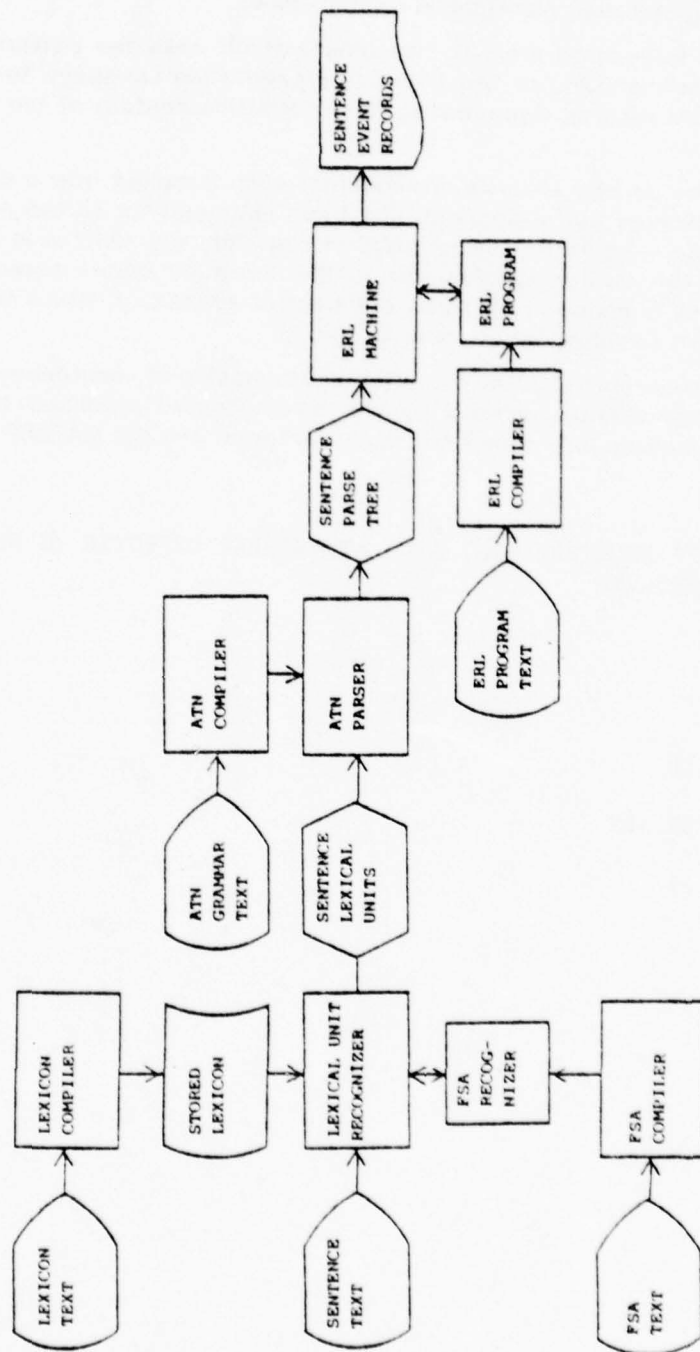 LEXICON
TEXT
LEXICON
COMPILER
STORED
LEXICON
SENTENCE
TEXT
LEXICAL UNIT
RECOGNIZER
FSA
RECOG-
NIZER
FSA
TEXT
FSA
COMPILER
ATN
GRAMMAR
TEXT
ATN
COMPILER
SENTENCE
LEXICAL
UNITS
ATN
PARSER
SENTENCE
PARSE
TREE
ERL
MACHINE
SENTENCE
EVENT
RECORDS
ERL
PROGRAM
TEXT
ERL
COMPILER
ERL
PROGRAM